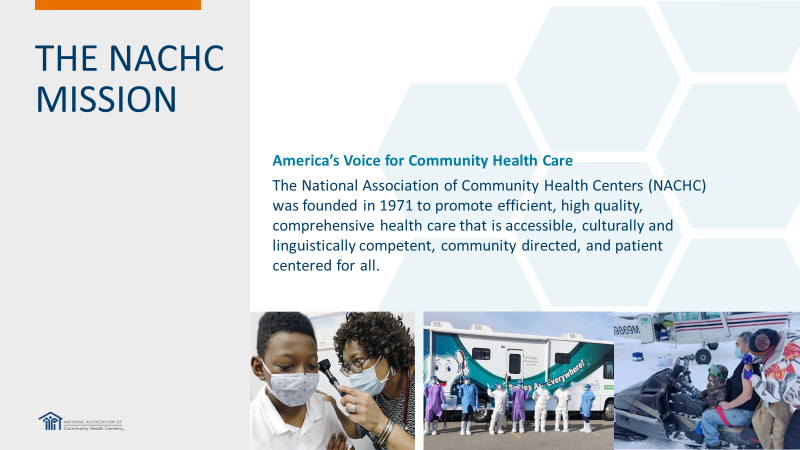 THE NACHC
MISSION
America's Voice for Community Health Care
The National Association of Community Health Centers (NACHC)
was founded in 1971 to promote efficient, high quality,
comprehensive health care that is accessible, culturally and
linguistically competent, community directed, and patient
centered for all.
9869M
Everywhere!
NATIONAL ASSOCIATION OF
Community Health Centers